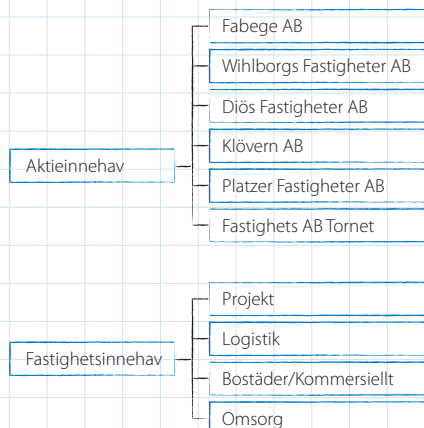 Aktieinnehav
Fabege AB
Wihlborgs Fastigheter AB
Diös Fastigheter AB
Klövern AB
Platzer Fastigheter AB
Fastighets AB Tornet
Fastighetsinnehav
Projekt
Logistik
Bostäder/Kommersiellt
Omsorg